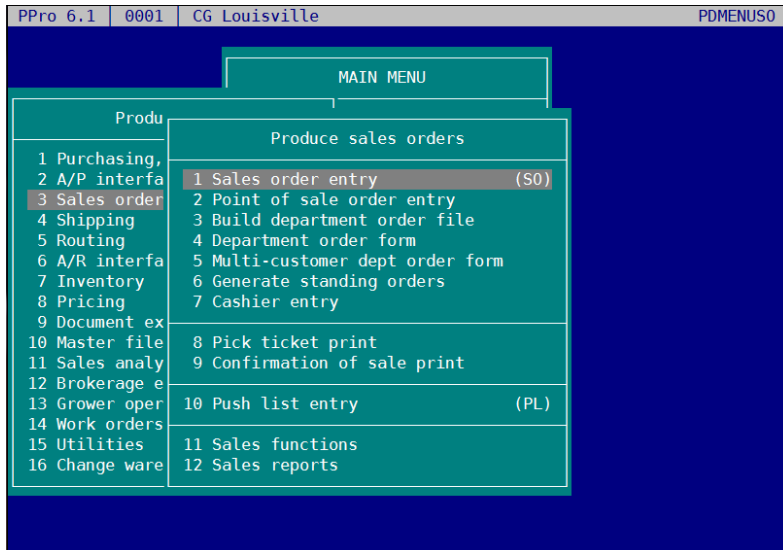 PPro 6.1 0001 CG Louisville PDMENUSO
MAIN MENU
Produ
1 Purchasing,
2 A/P interfa
3 Sales order
4 Shipping
5 Routing
6 A/R interfa
7 Inventory
8 Pricing
9 Document ex
10 Master file
11 Sales analy
12 Brokerage e
13 Grower oper
14 Work orders
15 Utilities
16 Change ware
Produce sales orders
1 Sales order entry (SO)
2 Point of sale order entry
3 Build department order file
4 Department order form
5 Multi-customer dept order form
6 Generate standing orders
7 Cashier entry
8 Pick ticket print
9 Confirmation of sale print
10 Push list entry (PL)
11 Sales functions
12 Sales reports